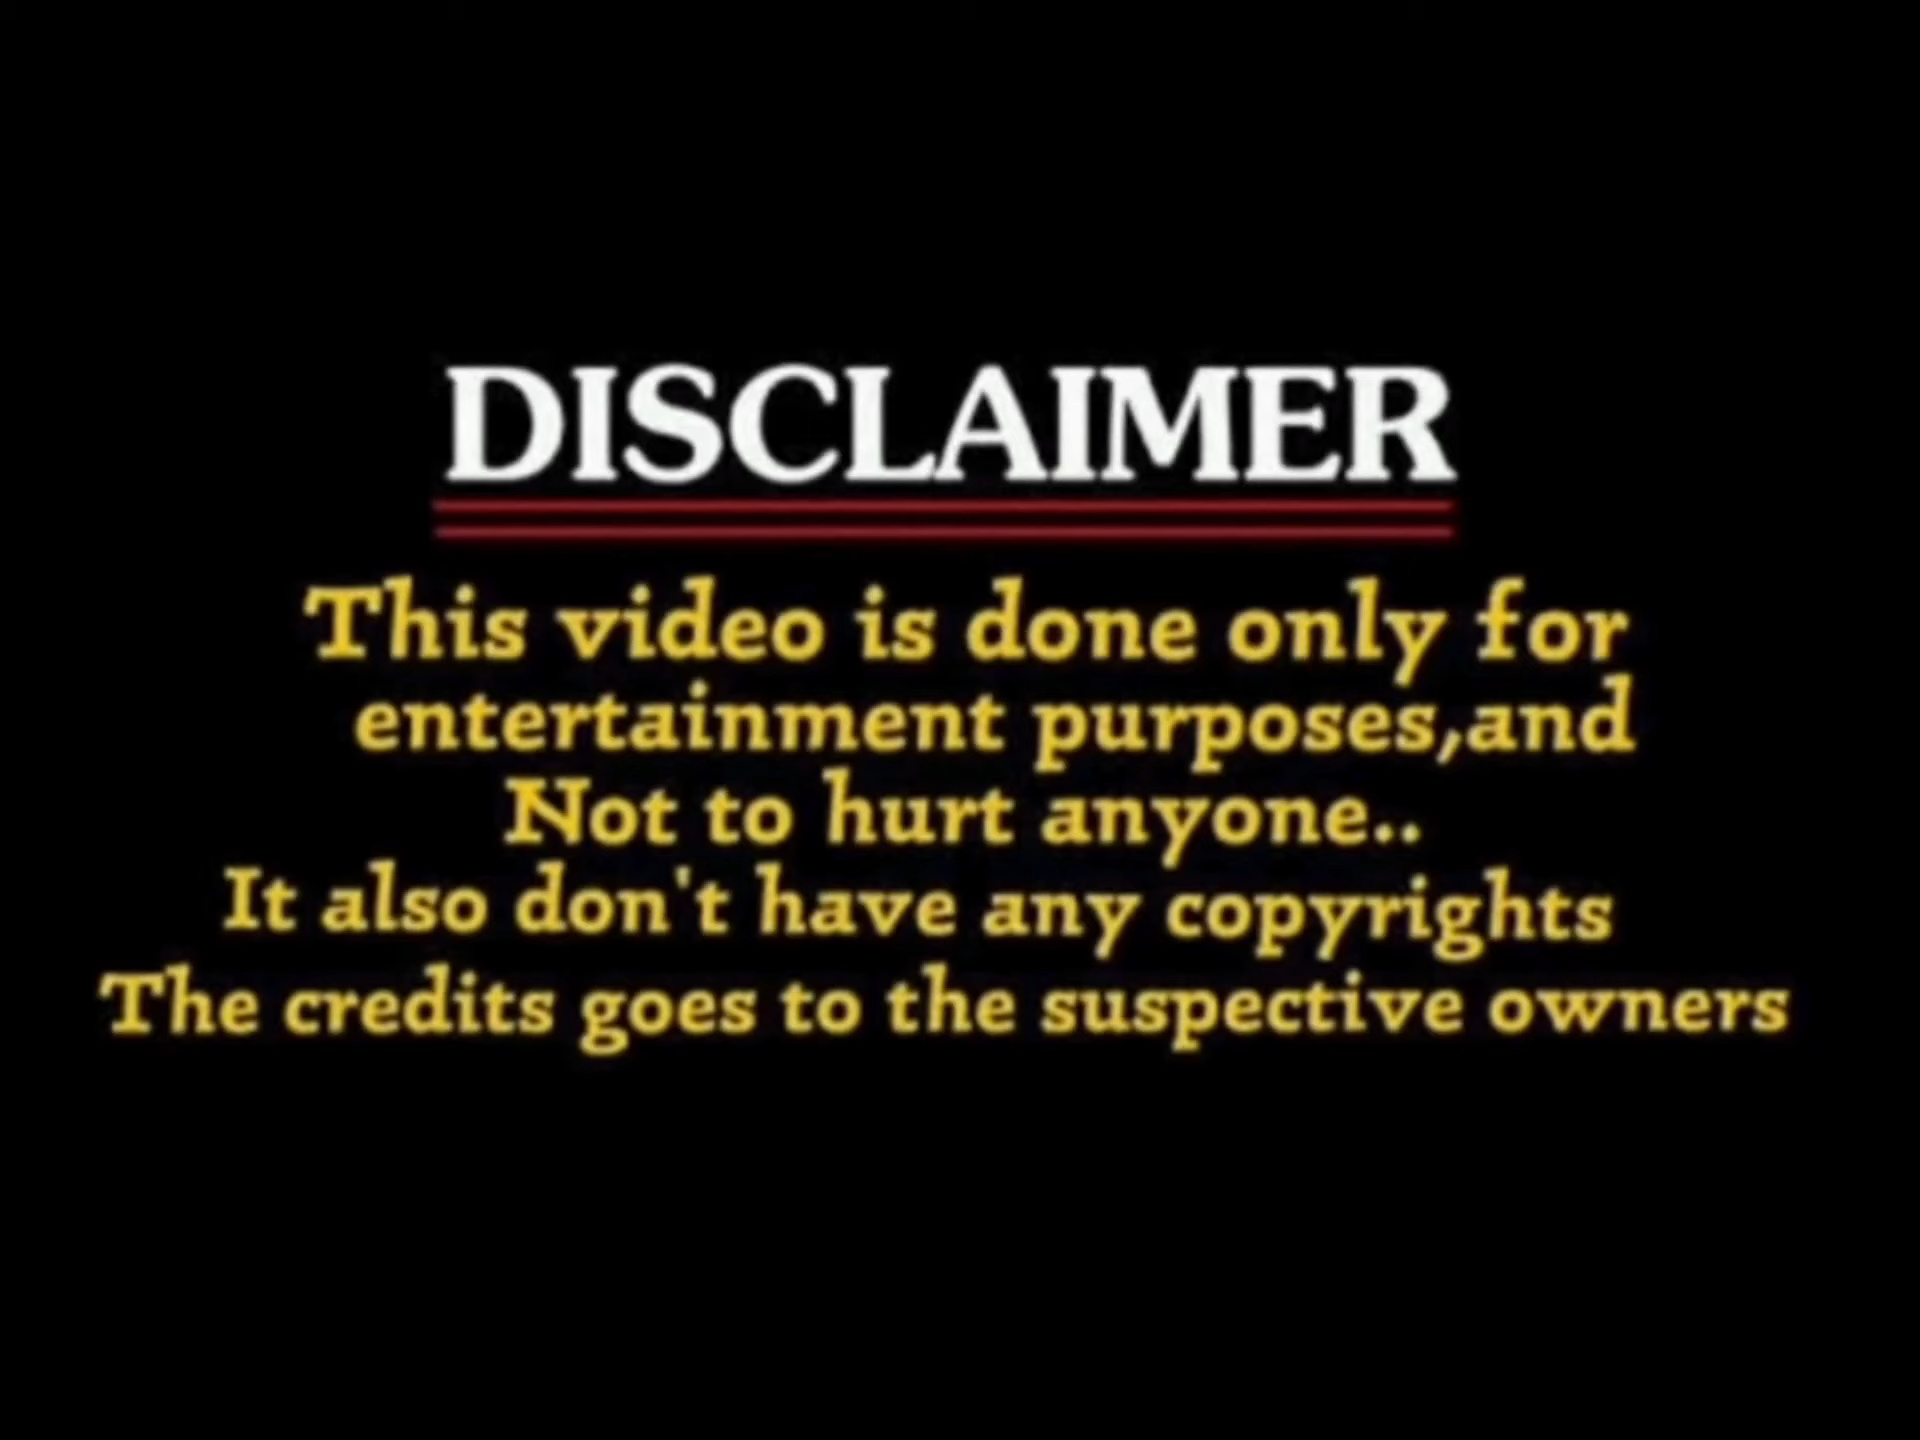 DISCLAIMER
This video is done only for
entertainment purposes,and
Not to hurt anyone..
It also don't have any copyrights
The credits goes to the suspective owners